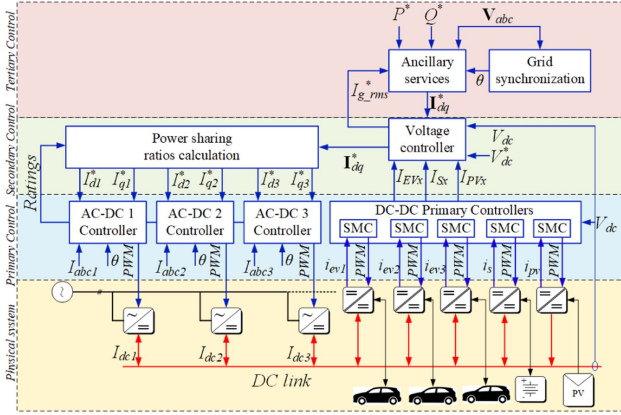 Tertiary Control
P* Q* V_abc
Ancillary
services
Grid
synchronization
θ
I*_g_rms
I*_dq
Secondary Control
Power sharing
ratios calculation
Voltage
controller
V_dc
V*_dc
I*_dq
I*_d1 I*_q1 I*_d2 I*_q2 I*_d3 I*_q3
I_EVx I_Sx I_PVx
Ratings
Primary Control
AC-DC 1
Controller
AC-DC 2
Controller
AC-DC 3
Controller
DC-DC Primary Controllers
SMC SMC SMC SMC SMC
V_dc
I_abc1 θ PWM I_abc2 θ PWM I_abc3 θ PWM
i_ev1 PWM i_ev2 PWM i_ev3 PWM i_s PWM i_pv PWM
Physical system
~
~ ~ ~
I_dc1 I_dc2 I_dc3
DC link
PV